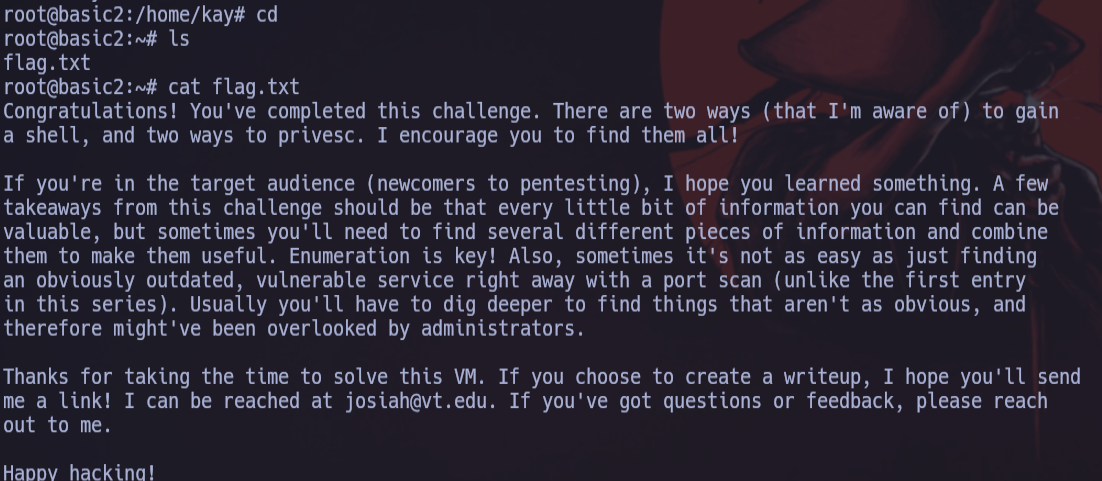 root@basic2:/home/kay# cd
root@basic2:~# ls
flag.txt
root@basic2:~# cat flag.txt
Congratulations! You've completed this challenge. There are two ways (that I'm aware of) to gain
a shell, and two ways to privesc. I encourage you to find them all!
If you're in the target audience (newcomers to pentesting), I hope you learned something. A few
takeaways from this challenge should be that every little bit of information you can find can be
valuable, but sometimes you'll need to find several different pieces of information and combine
them to make them useful. Enumeration is key! Also, sometimes it's not as easy as just finding
an obviously outdated, vulnerable service right away with a port scan (unlike the first entry
in this series). Usually you'll have to dig deeper to find things that aren't as obvious, and
therefore might've been overlooked by administrators.
Thanks for taking the time to solve this VM. If you choose to create a writeup, I hope you'll send
me a link! I can be reached at josiah@vt.edu. If you've got questions or feedback, please reach
out to me.
Happy hacking!